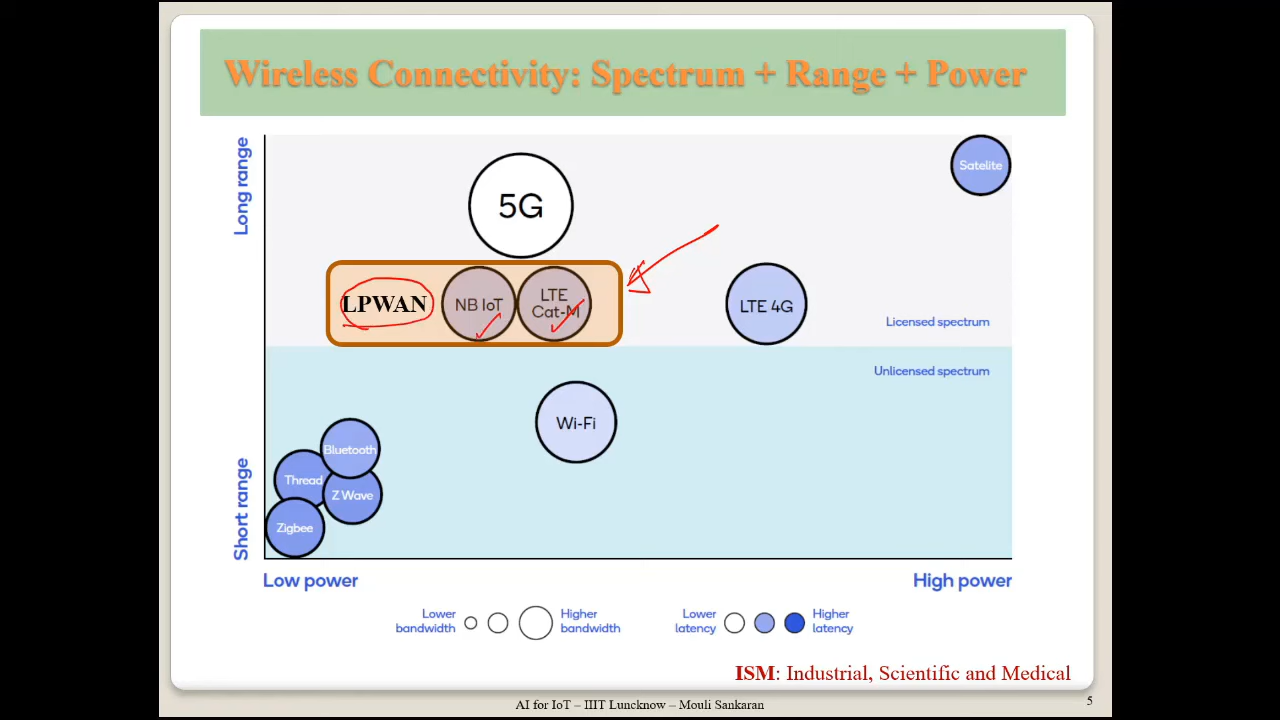 Wireless Connectivity: Spectrum + Range + Power
Long range
Short range
Satelite
5G
LPWAN
NB IoT
LTE
Cat-M
LTE 4G
Licensed spectrum
Unlicensed spectrum
Wi-Fi
Bluetooth
Thread
Z Wave
Zigbee
Low power
High power
Lower
bandwidth
Higher
bandwidth
Lower
latency
Higher
latency
ISM: Industrial, Scientific and Medical
AI for IoT – IIIT Luncknow – Mouli Sankaran
5